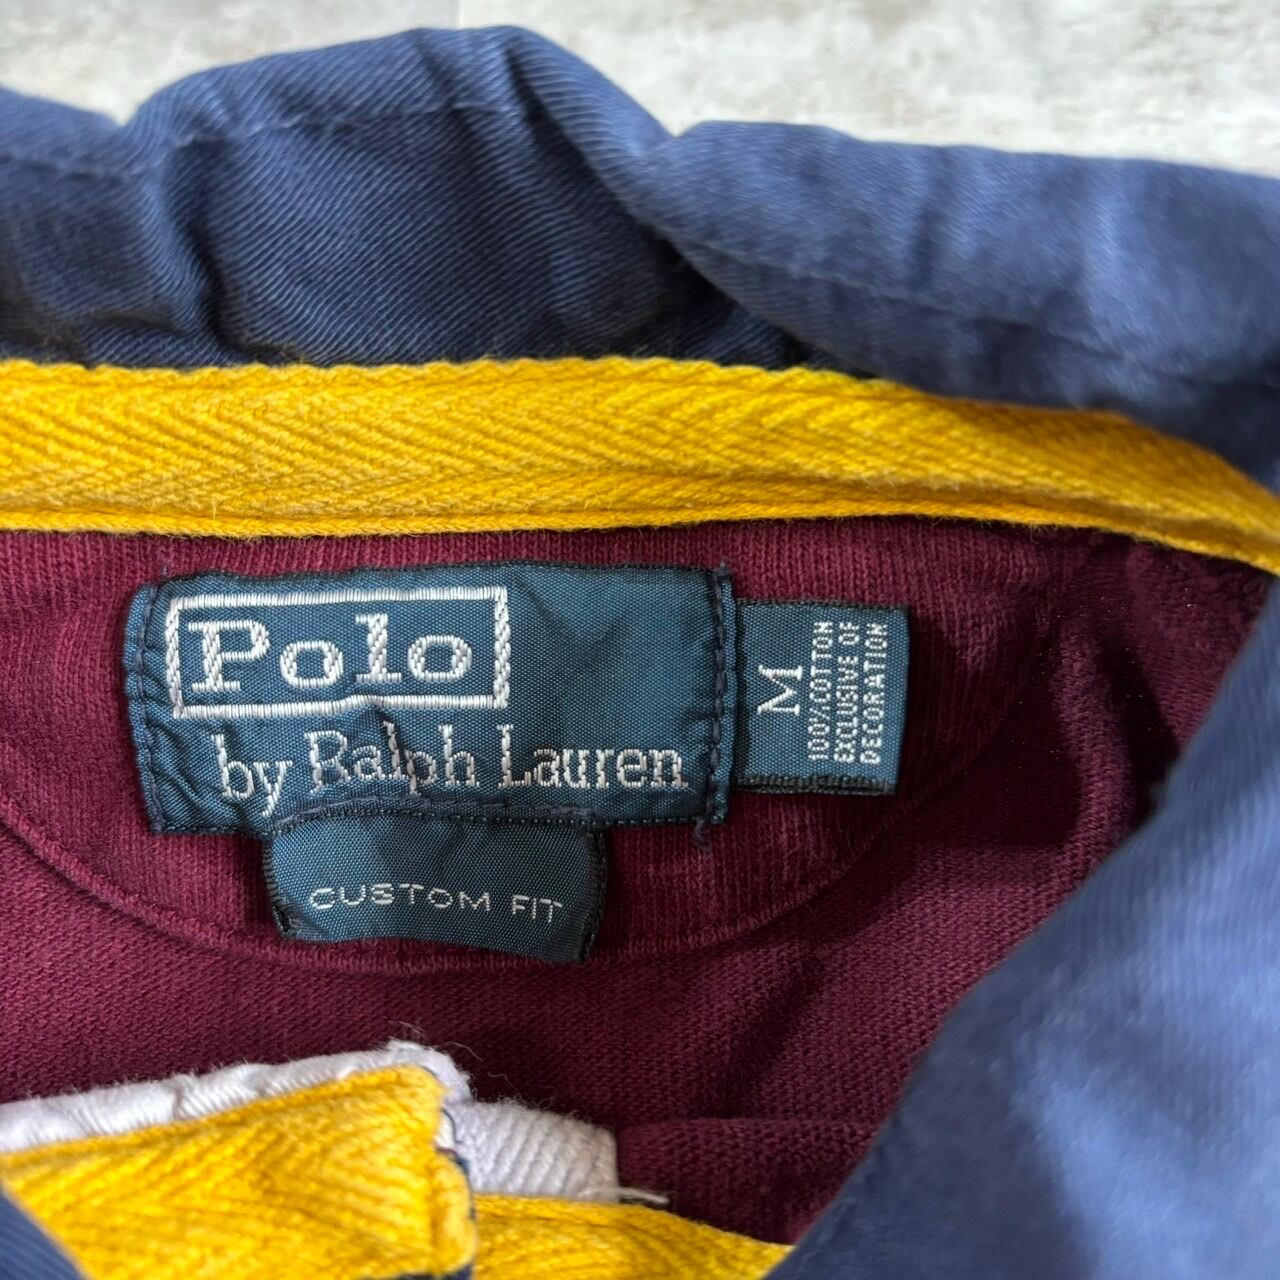 Polo
by Ralph Lauren
CUSTOM FIT
M
100%COTTON
EXCLUSIVE OF
DECORATION